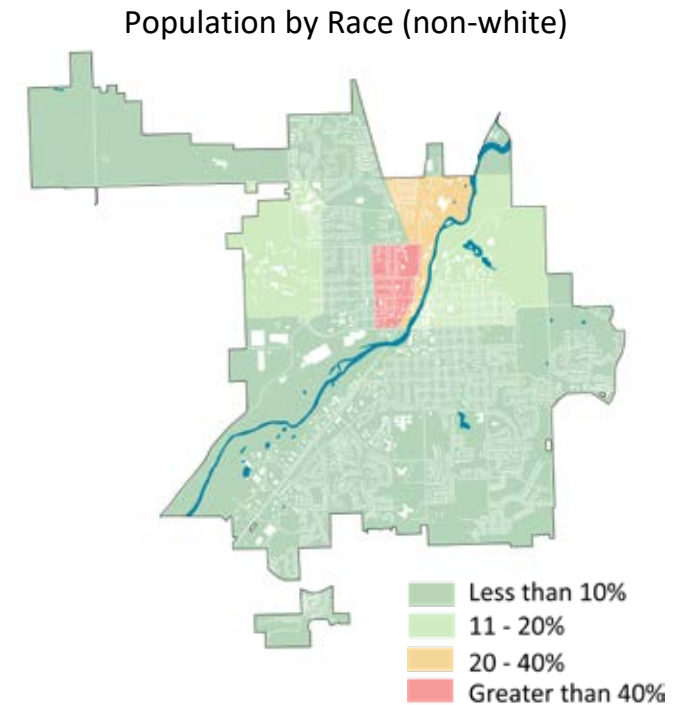 Population by Race (non-white)
Less than 10%
11 - 20%
20 - 40%
Greater than 40%